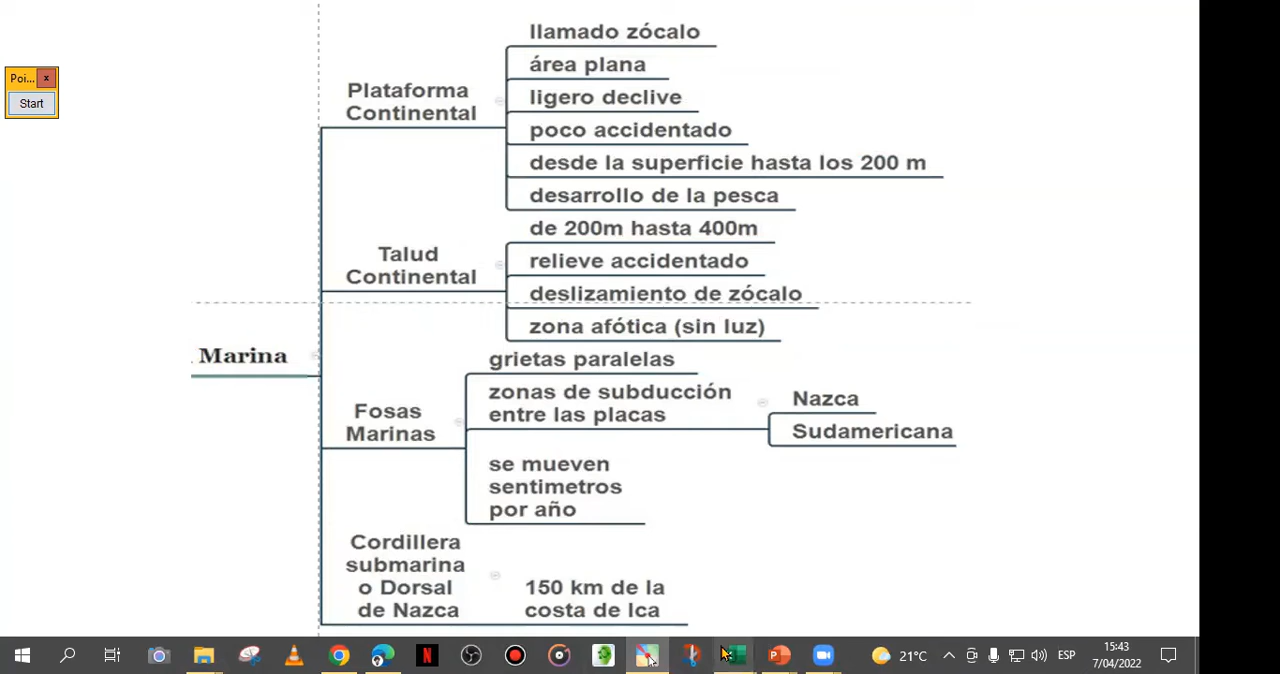 Poi... x
Start
llamado zócalo
área plana
Plataforma
Continental
ligero declive
poco accidentado
desde la superficie hasta los 200 m
desarrollo de la pesca
de 200m hasta 400m
Talud
Continental
relieve accidentado
deslizamiento de zócalo
zona afótica (sin luz)
Marina
grietas paralelas
zonas de subducción
entre las placas
Nazca
Sudamericana
Fosas
Marinas
se mueven
sentimetros
por año
Cordillera
submarina
o Dorsal
de Nazca
150 km de la
costa de Ica
21°C
ESP
15:43
7/04/2022